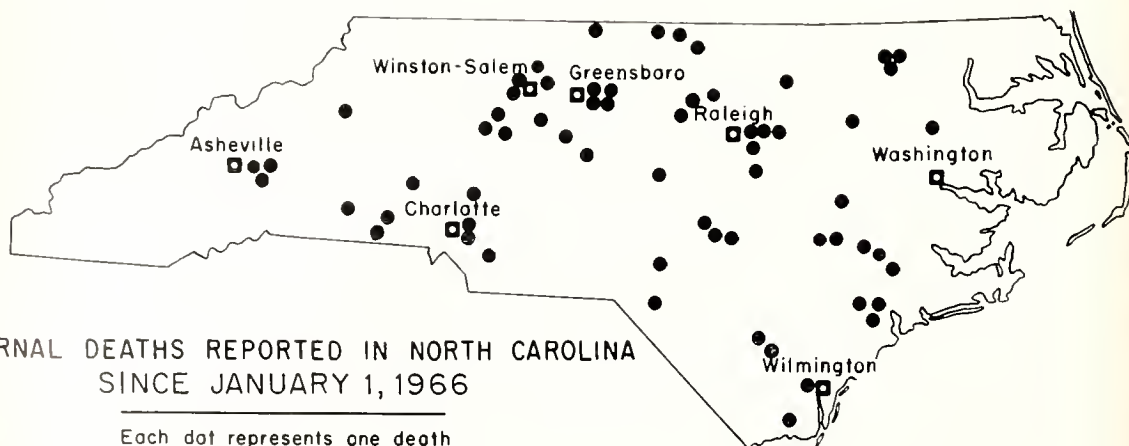 Winston-Salem
Greensboro
Raleigh
Asheville
Washington
Charlotte
RNAL DEATHS REPORTED IN NORTH CAROLINA
SINCE JANUARY 1, 1966
Wilmington
Each dot represents one death